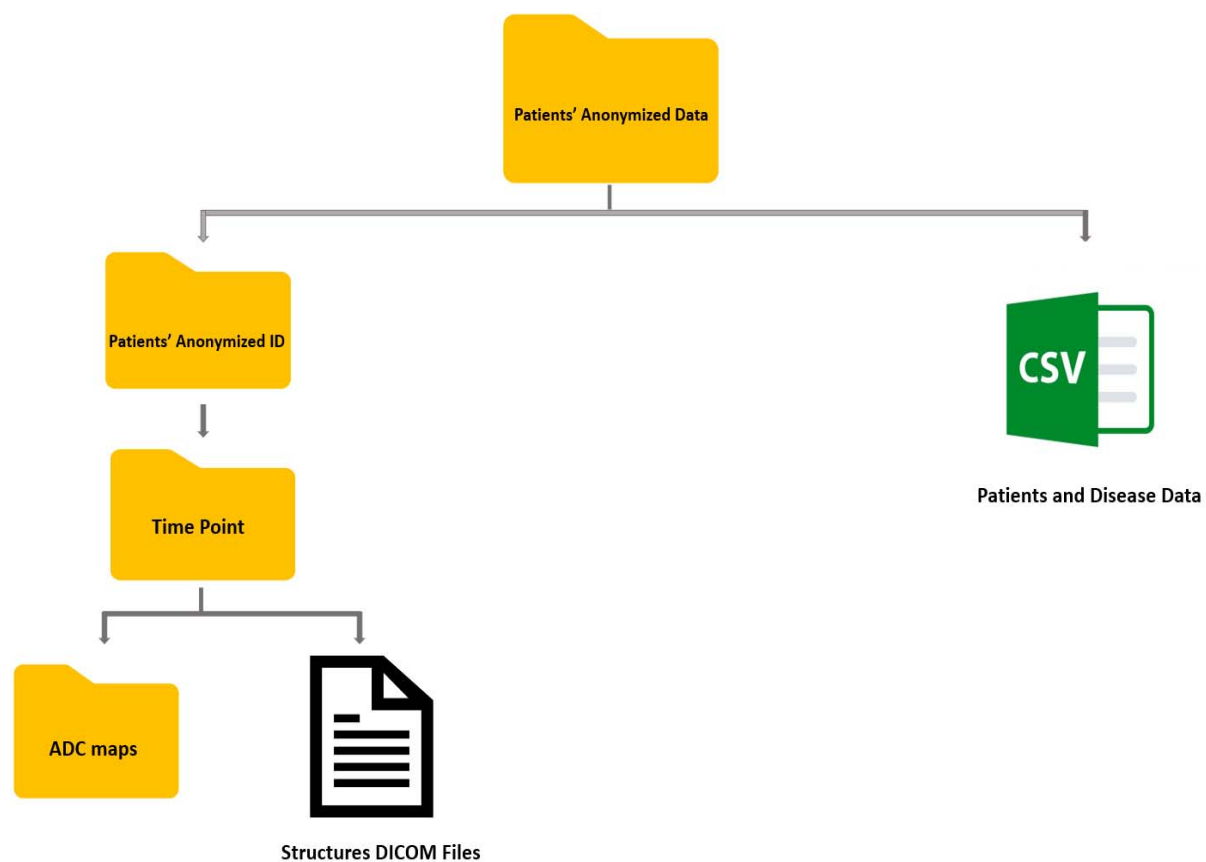 Patients’ Anonymized Data
Patients’ Anonymized ID
CSV
Patients and Disease Data
Time Point
ADC maps
Structures DICOM Files